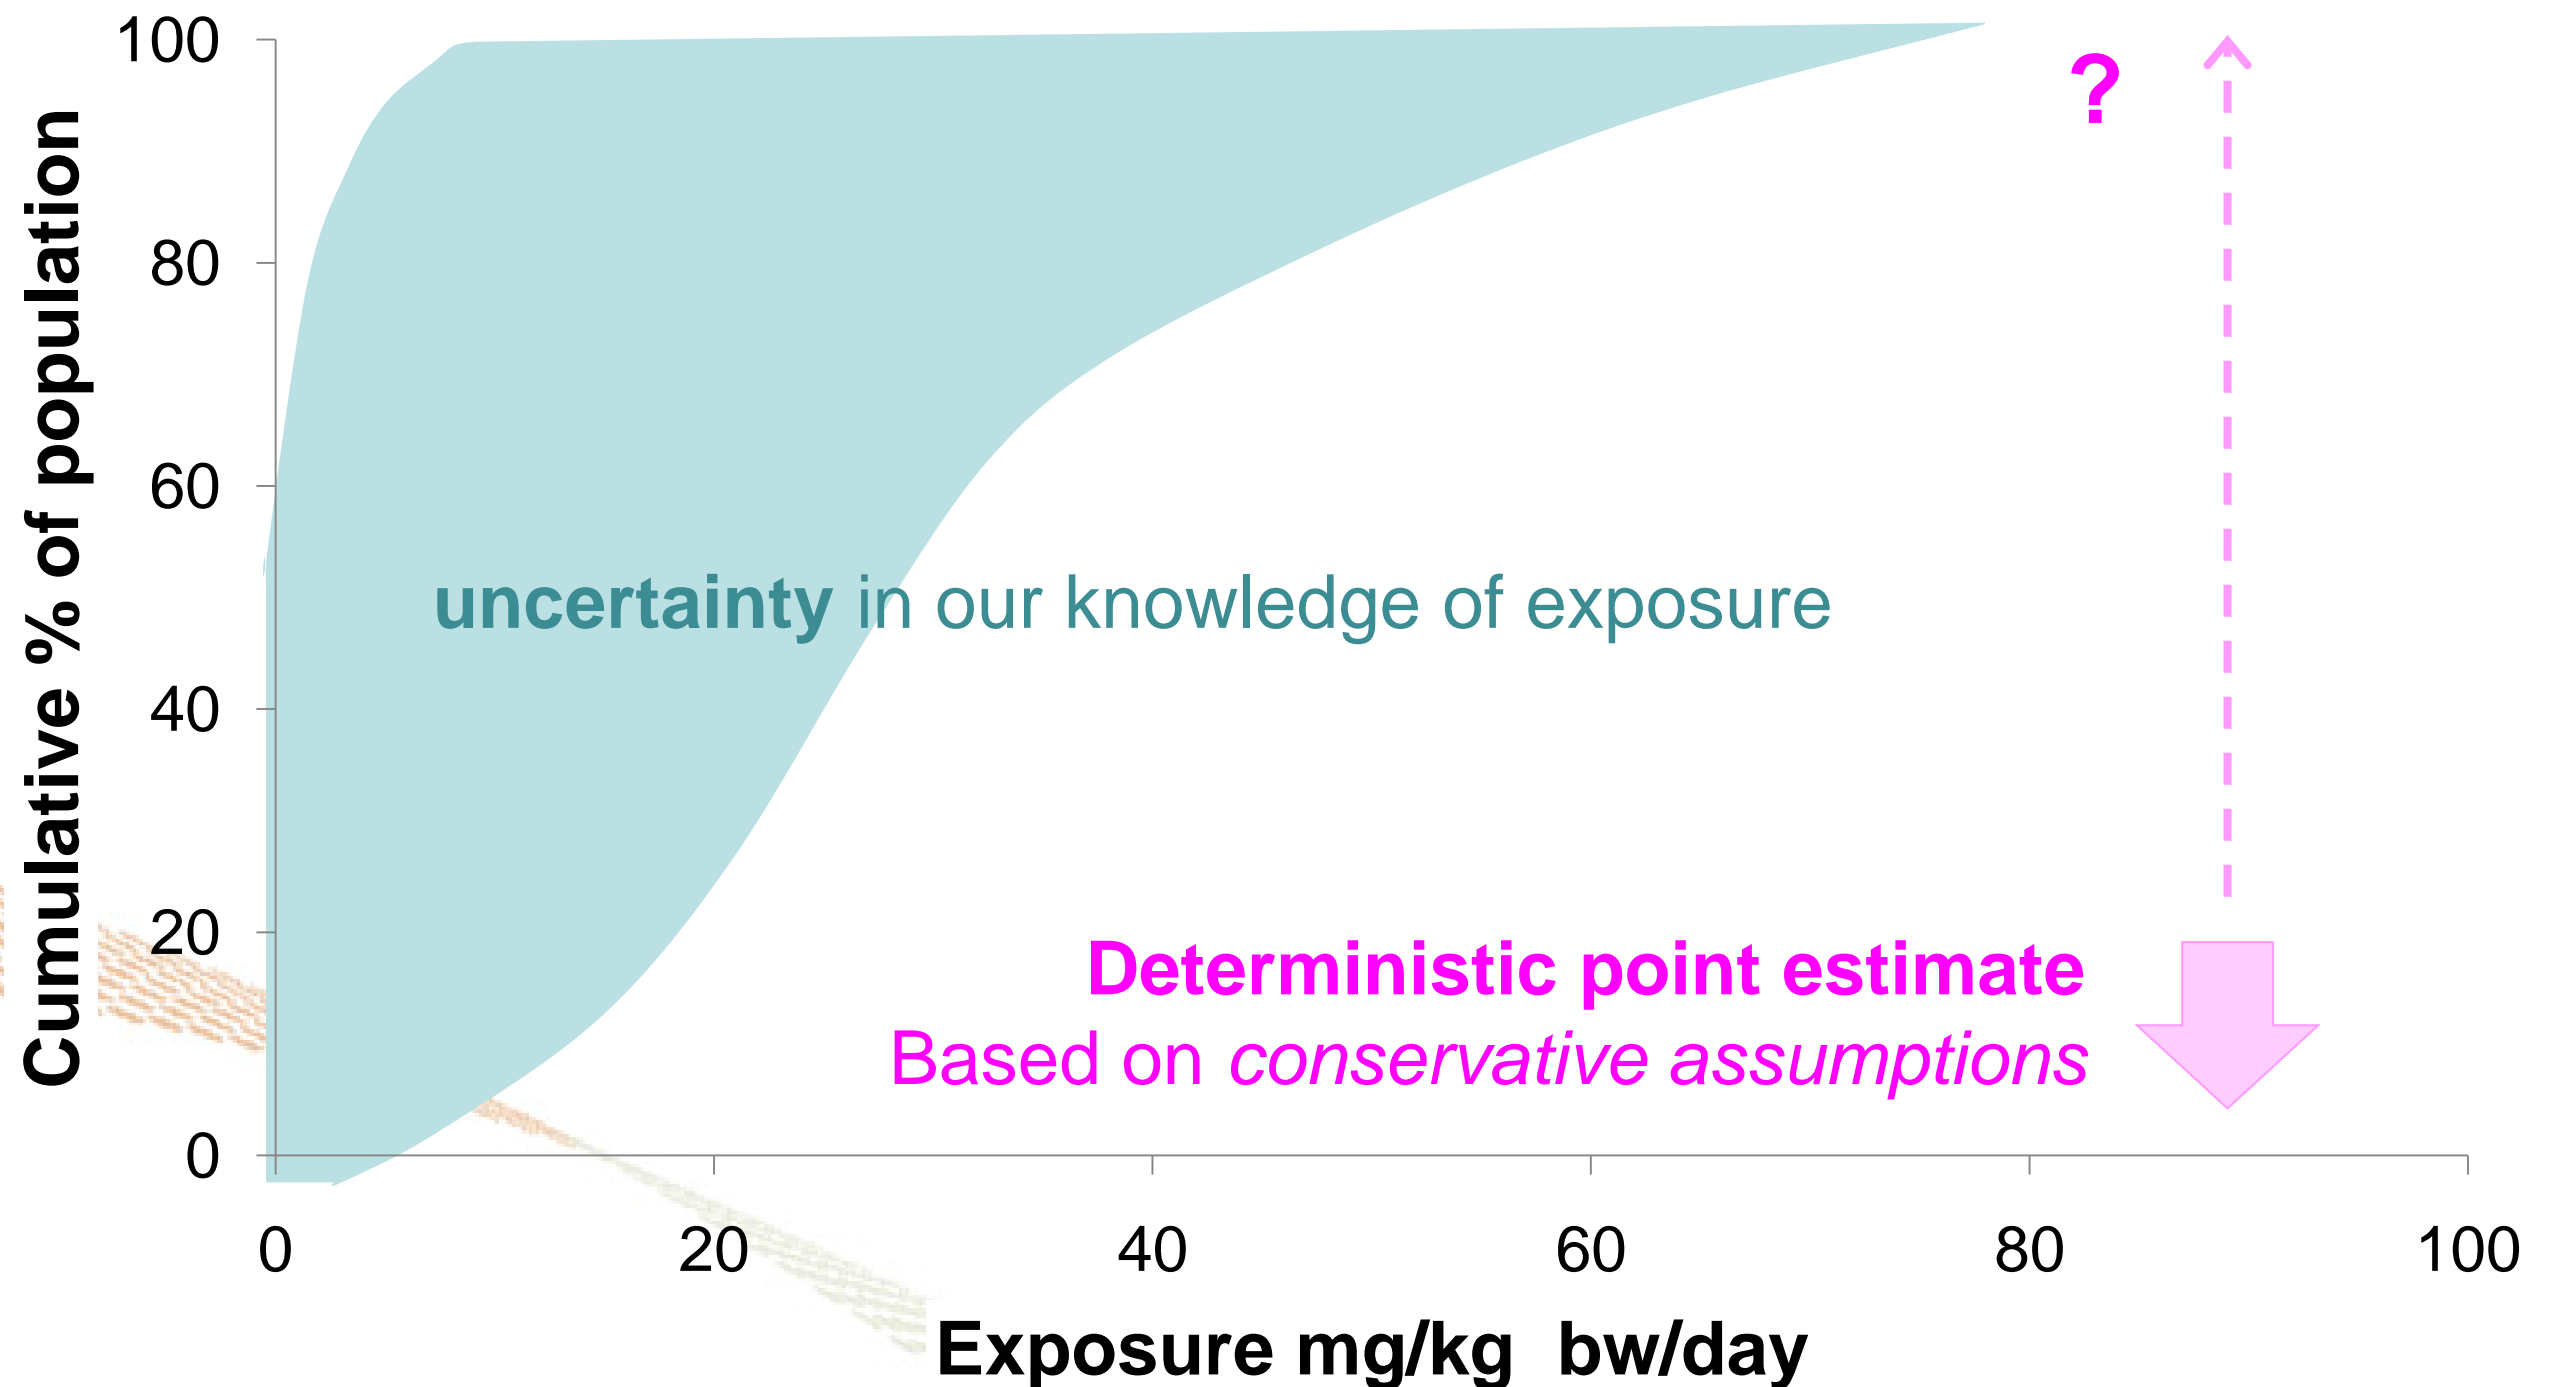 100
?
80
60
40
20
0
Cumulative % of population
uncertainty in our knowledge of exposure
Deterministic point estimate
Based on conservative assumptions
0 20 40 60 80 100
Exposure mg/kg bw/day